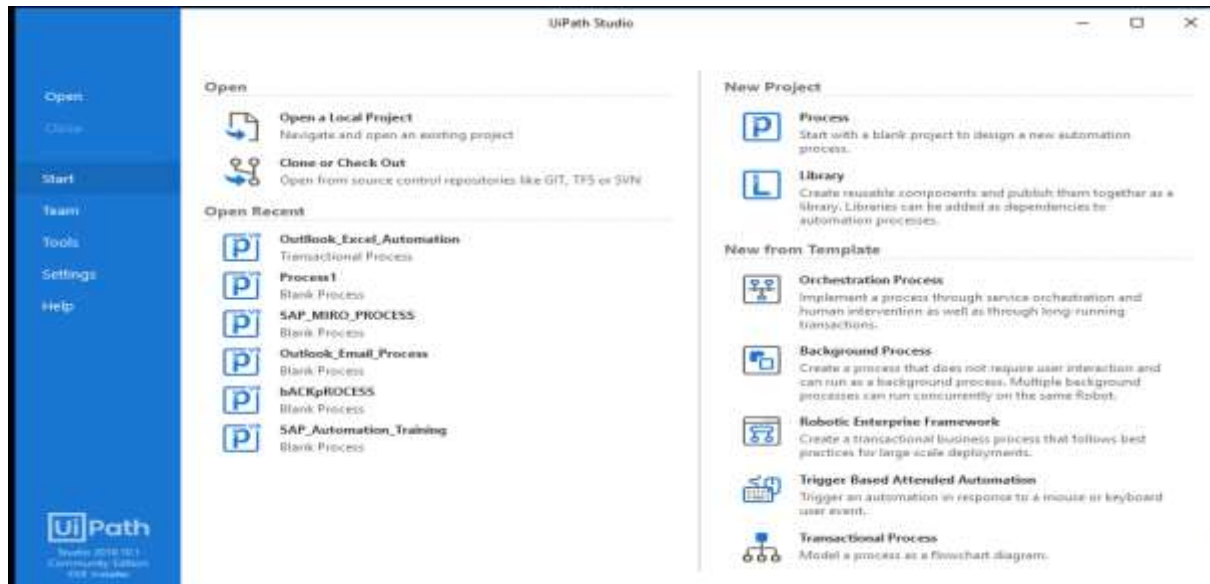 UiPath Studio
Open
Close
Start
Team
Tools
Settings
Help
UiPath
Community Edition
Open
Open a Local Project
Navigate and open an existing project
Clone or Check Out
Open from source control repositories like GIT, TFS or SVN
Open Recent
Outllook_Excel_Automation
Transactional Process
Process1
Blank Process
SAP_MIRO_PROCESS
Blank Process
Outlook_Email_Process
Blank Process
bACKpROCESS
Blank Process
SAP_Automation_Training
Blank Process
New Project
Process
Start with a blank project to design a new automation
process.
Library
Create reusable components and publish them together as a
library. Libraries can be added as dependencies to
automation processes.
New from Template
Orchestration Process
Implement a process through service orchestration and
human intervention as well as through long-running
transactions.
Background Process
Create a process that does not require user interaction and
can run as a background process. Multiple background
processes can run concurrently on the same Robot.
Robotic Enterprise Framework
Create a transactional business process that follows best
practices for large scale deployments.
Trigger Based Attended Automation
Trigger an automation in response to a mouse or keyboard
user event.
Transactional Process
Model a process as a flowchart diagram.